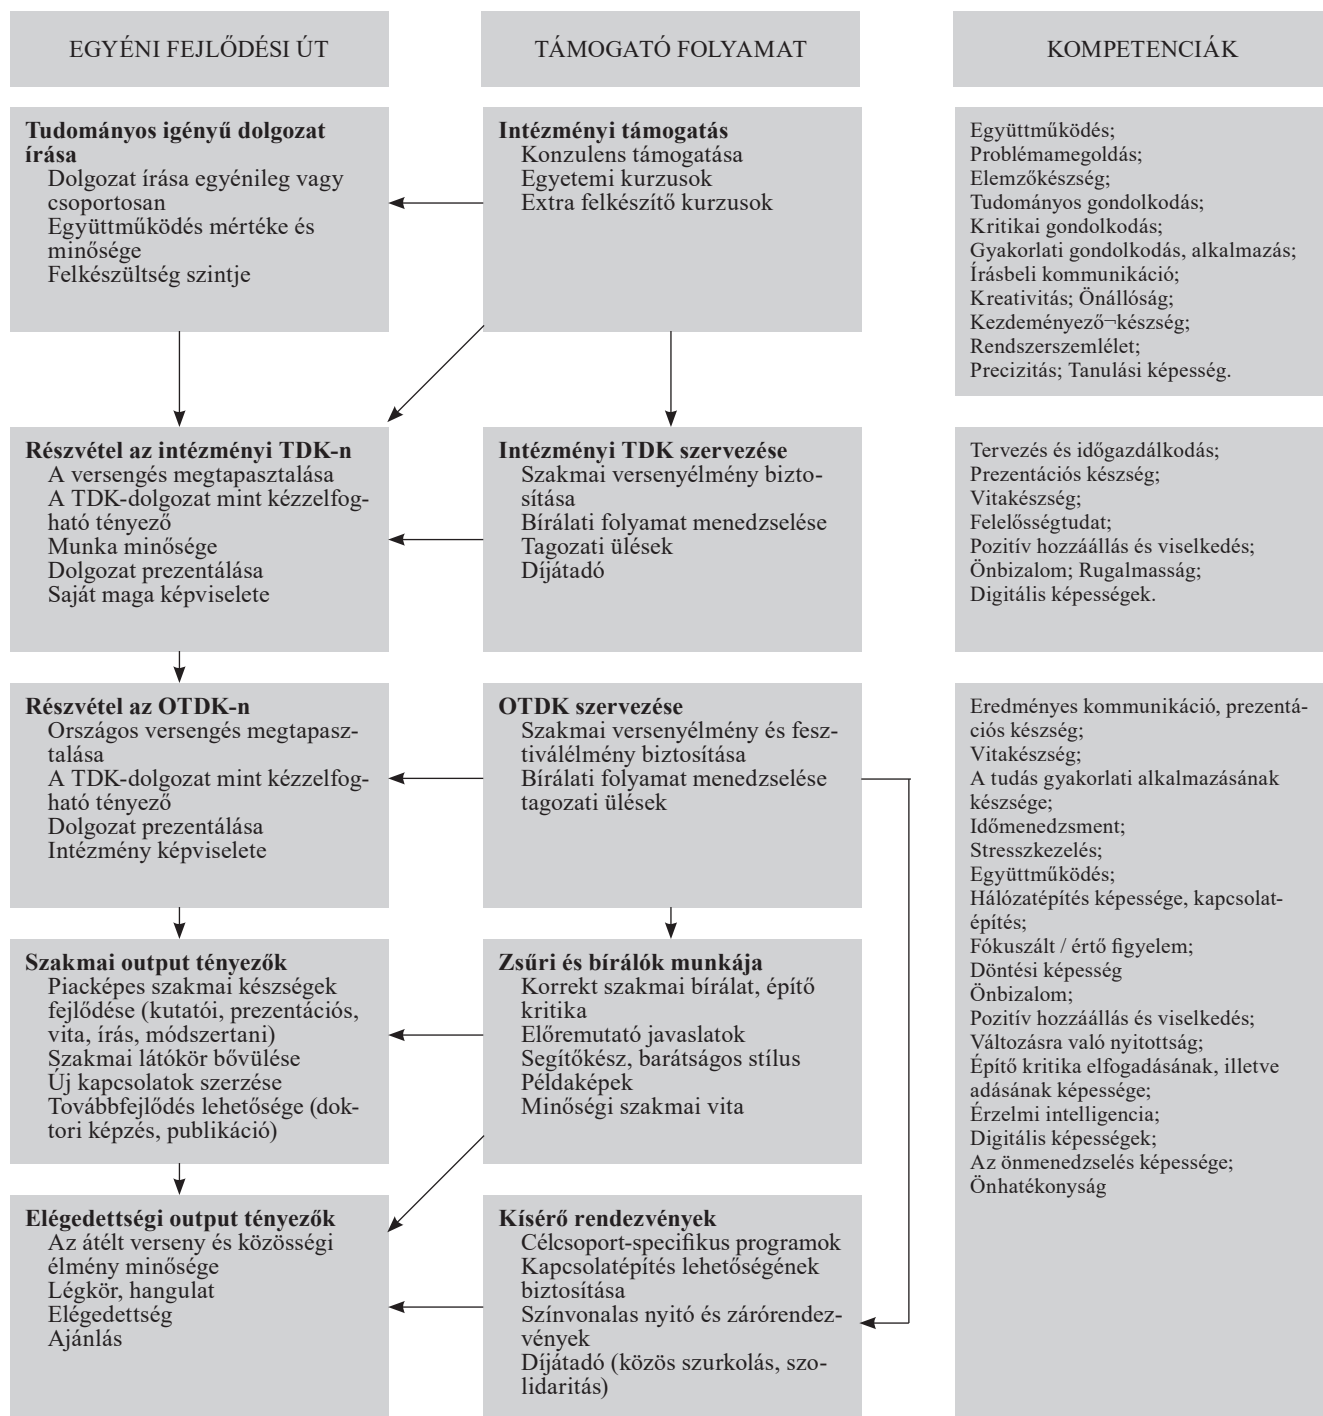 EGYÉNI FEJLŐDÉSI ÚT
TÁMOGATÓ FOLYAMAT
KOMPETENCIÁK
Tudományos igényű dolgozat
írása
Dolgozat írása egyénileg vagy
csoportosan
Együttműködés mértéke és
minősége
Felkészültség szintje
Intézményi támogatás
Konzulens támogatása
Egyetemi kurzusok
Extra felkészítő kurzusok
Együttműködés;
Problémamegoldás;
Elemzőkészség;
Tudományos gondolkodás;
Kritikai gondolkodás;
Gyakorlati gondolkodás, alkalmazás;
Írásbeli kommunikáció;
Kreativitás; Önállóság;
Kezdeményező¬készség;
Rendszerszemlélet;
Precizitás; Tanulási képesség.
Részvétel az intézményi TDK-n
A versengés megtapasztalása
A TDK-dolgozat mint kézzelfog-
ható tényező
Munka minősége
Dolgozat prezentálása
Saját maga képviselete
Intézményi TDK szervezése
Szakmai versenyélmény bizto-
sítása
Bírálati folyamat menedzselése
Tagozati ülések
Díjátadó
Tervezés és időgazdálkodás;
Prezentációs készség;
Vitakészség;
Felelősségtudat;
Pozitív hozzáállás és viselkedés;
Önbizalom; Rugalmasság;
Digitális képességek.
Részvétel az OTDK-n
Országos versengés megtapasz-
talása
A TDK-dolgozat mint kézzelfog-
ható tényező
Dolgozat prezentálása
Intézmény képviselete
OTDK szervezése
Szakmai versenyélmény és fesz-
tiválélmény biztosítása
Bírálati folyamat menedzselése
tagozati ülések
Eredményes kommunikáció, prezentá-
ciós készség;
Vitakészség;
A tudás gyakorlati alkalmazásának
készsége;
Időmenedzsment;
Stresszkezelés;
Együttműködés;
Hálózatépítés képessége, kapcsolat-
építés;
Fókuszált / értő figyelem;
Döntési képesség
Önbizalom;
Pozitív hozzáállás és viselkedés;
Változásra való nyitottság;
Építő kritika elfogadásának, illetve
adásának képessége;
Érzelmi intelligencia;
Digitális képességek;
Az önmenedzselés képessége;
Önhatékonyság
Szakmai output tényezők
Piacképes szakmai készségek
fejlődése (kutatói, prezentációs,
vita, írás, módszertani)
Szakmai látókör bővülése
Új kapcsolatok szerzése
Továbbfejlődés lehetősége (dok-
tori képzés, publikáció)
Zsűri és bírálók munkája
Korrekt szakmai bírálat, építő
kritika
Előremutató javaslatok
Segítőkész, barátságos stílus
Példaképek
Minőségi szakmai vita
Elégedettségi output tényezők
Az átélt verseny és közösségi
élmény minősége
Légkör, hangulat
Elégedettség
Ajánlás
Kísérő rendezvények
Célcsoport-specifikus programok
Kapcsolatépítés lehetőségének
biztosítása
Színvonalas nyitó és zárórendez-
vények
Díjátadó (közös szurkolás, szo-
lidaritás)